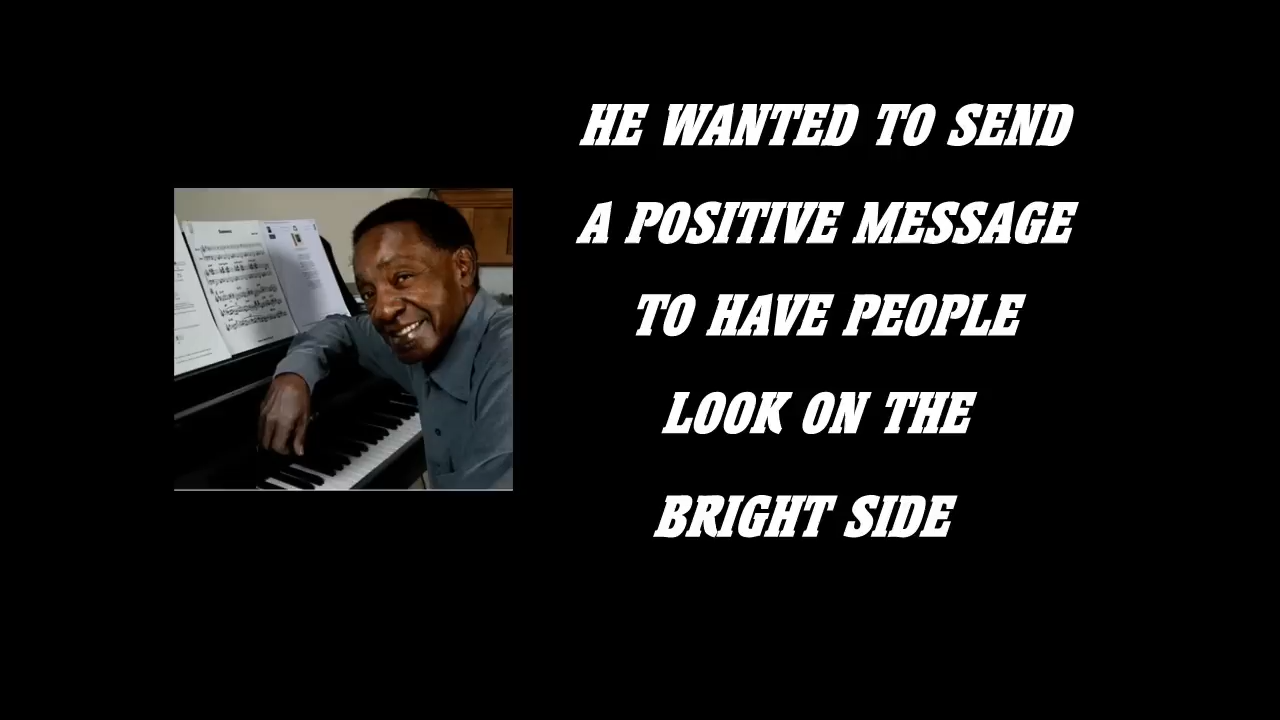 HE WANTED TO SEND
A POSITIVE MESSAGE
TO HAVE PEOPLE
LOOK ON THE
BRIGHT SIDE